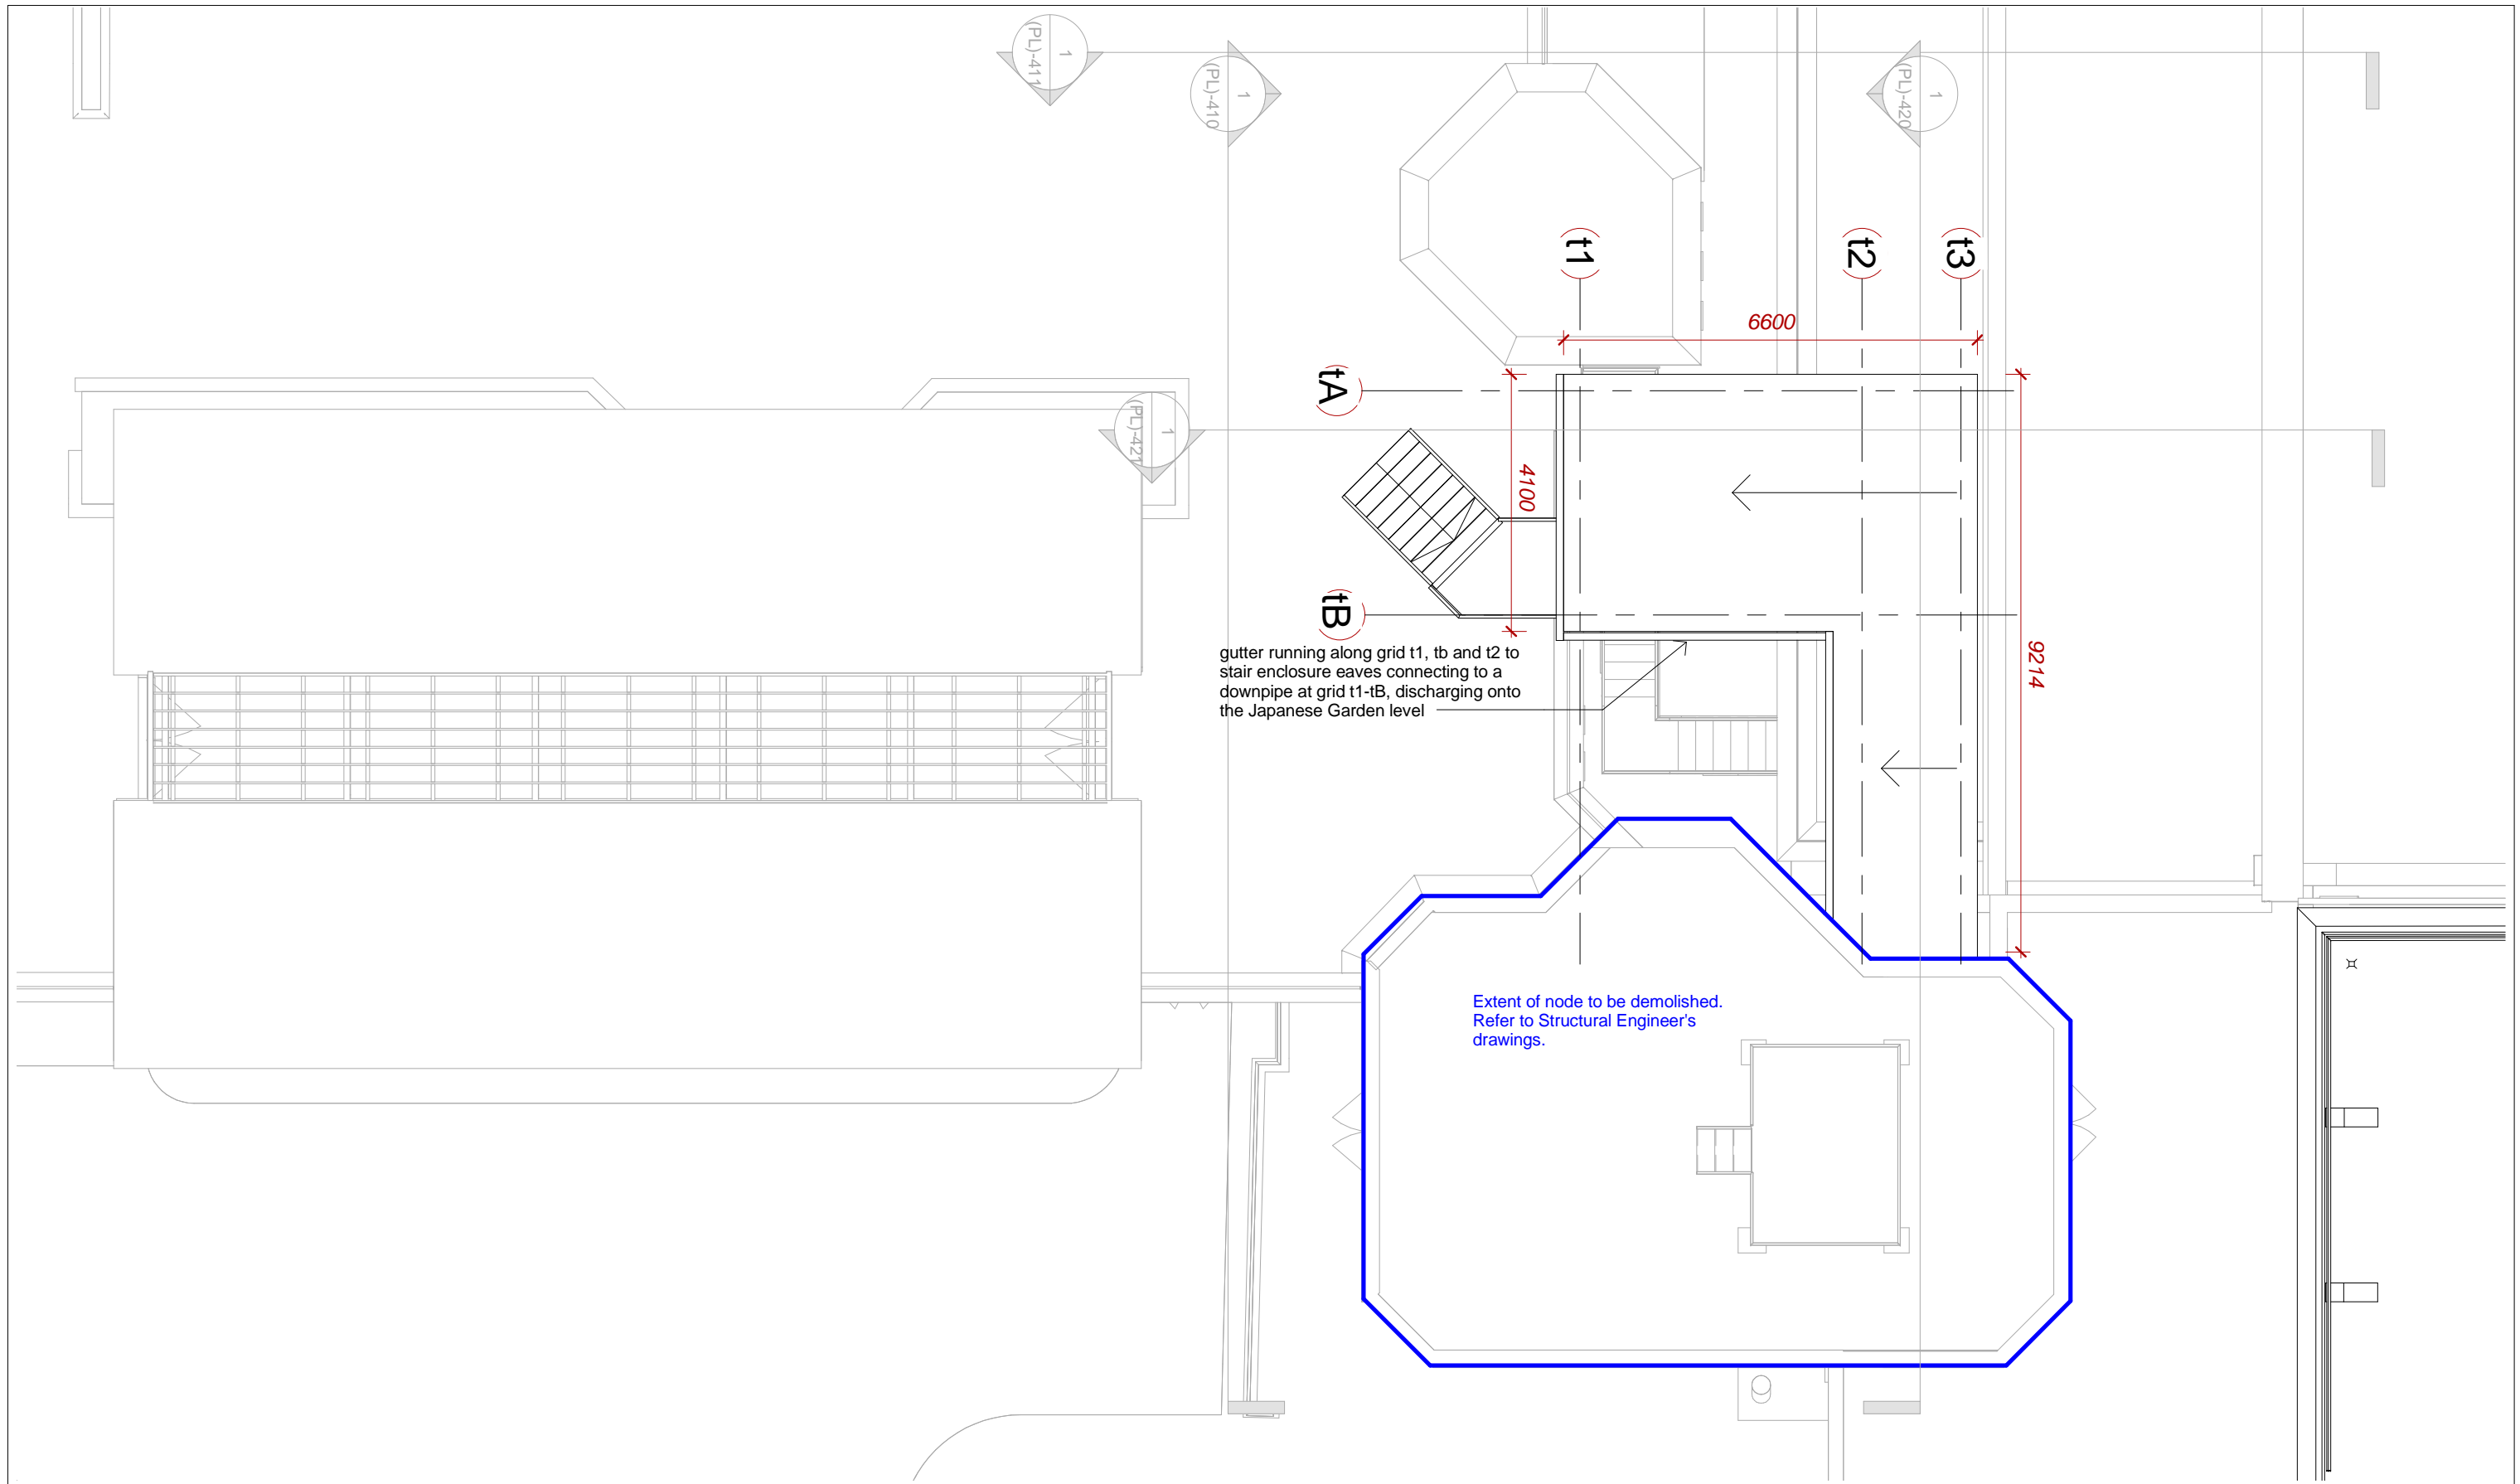 1
(PL)-411
1
(PL)-410
1
(PL)-420
t1
t2
t3
6600
tA
1
(PL)-421
4100
tB
9214
gutter running along grid t1, tb and t2 to
stair enclosure eaves connecting to a
downpipe at grid t1-tB, discharging onto
the Japanese Garden level
Extent of node to be demolished.
Refer to Structural Engineer's
drawings.